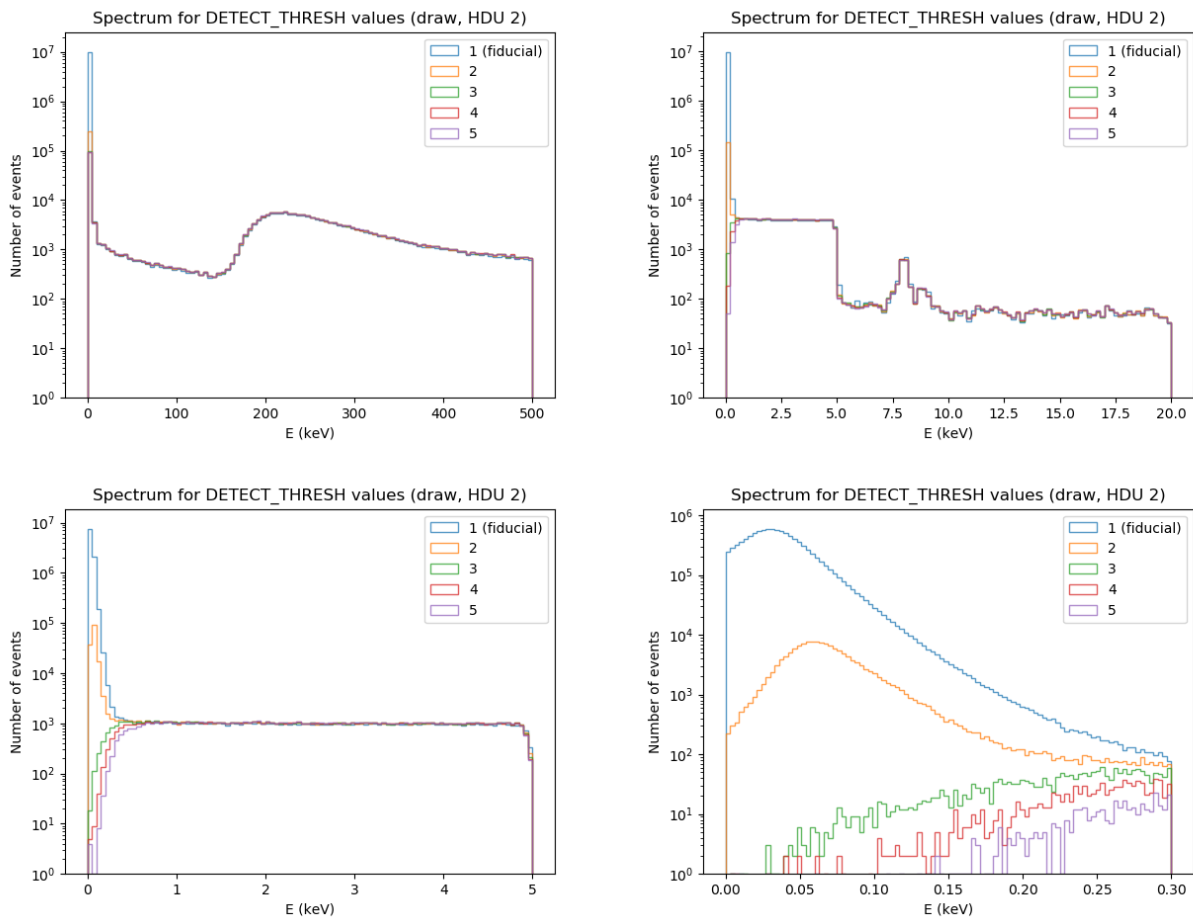 Spectrum for DETECT_THRESH values (draw, HDU 2)
10^7
10^6
10^5
10^4
10^3
10^2
10^1
10^0
Number of events
1 (fiducial)
2
3
4
5
0 100 200 300 400 500
E (keV)
Spectrum for DETECT_THRESH values (draw, HDU 2)
10^7
10^6
10^5
10^4
10^3
10^2
10^1
10^0
Number of events
1 (fiducial)
2
3
4
5
0.0 2.5 5.0 7.5 10.0 12.5 15.0 17.5 20.0
E (keV)
Spectrum for DETECT_THRESH values (draw, HDU 2)
10^7
10^6
10^5
10^4
10^3
10^2
10^1
10^0
Number of events
1 (fiducial)
2
3
4
5
0 1 2 3 4 5
E (keV)
Spectrum for DETECT_THRESH values (draw, HDU 2)
10^6
10^5
10^4
10^3
10^2
10^1
10^0
Number of events
1 (fiducial)
2
3
4
5
0.00 0.05 0.10 0.15 0.20 0.25 0.30
E (keV)